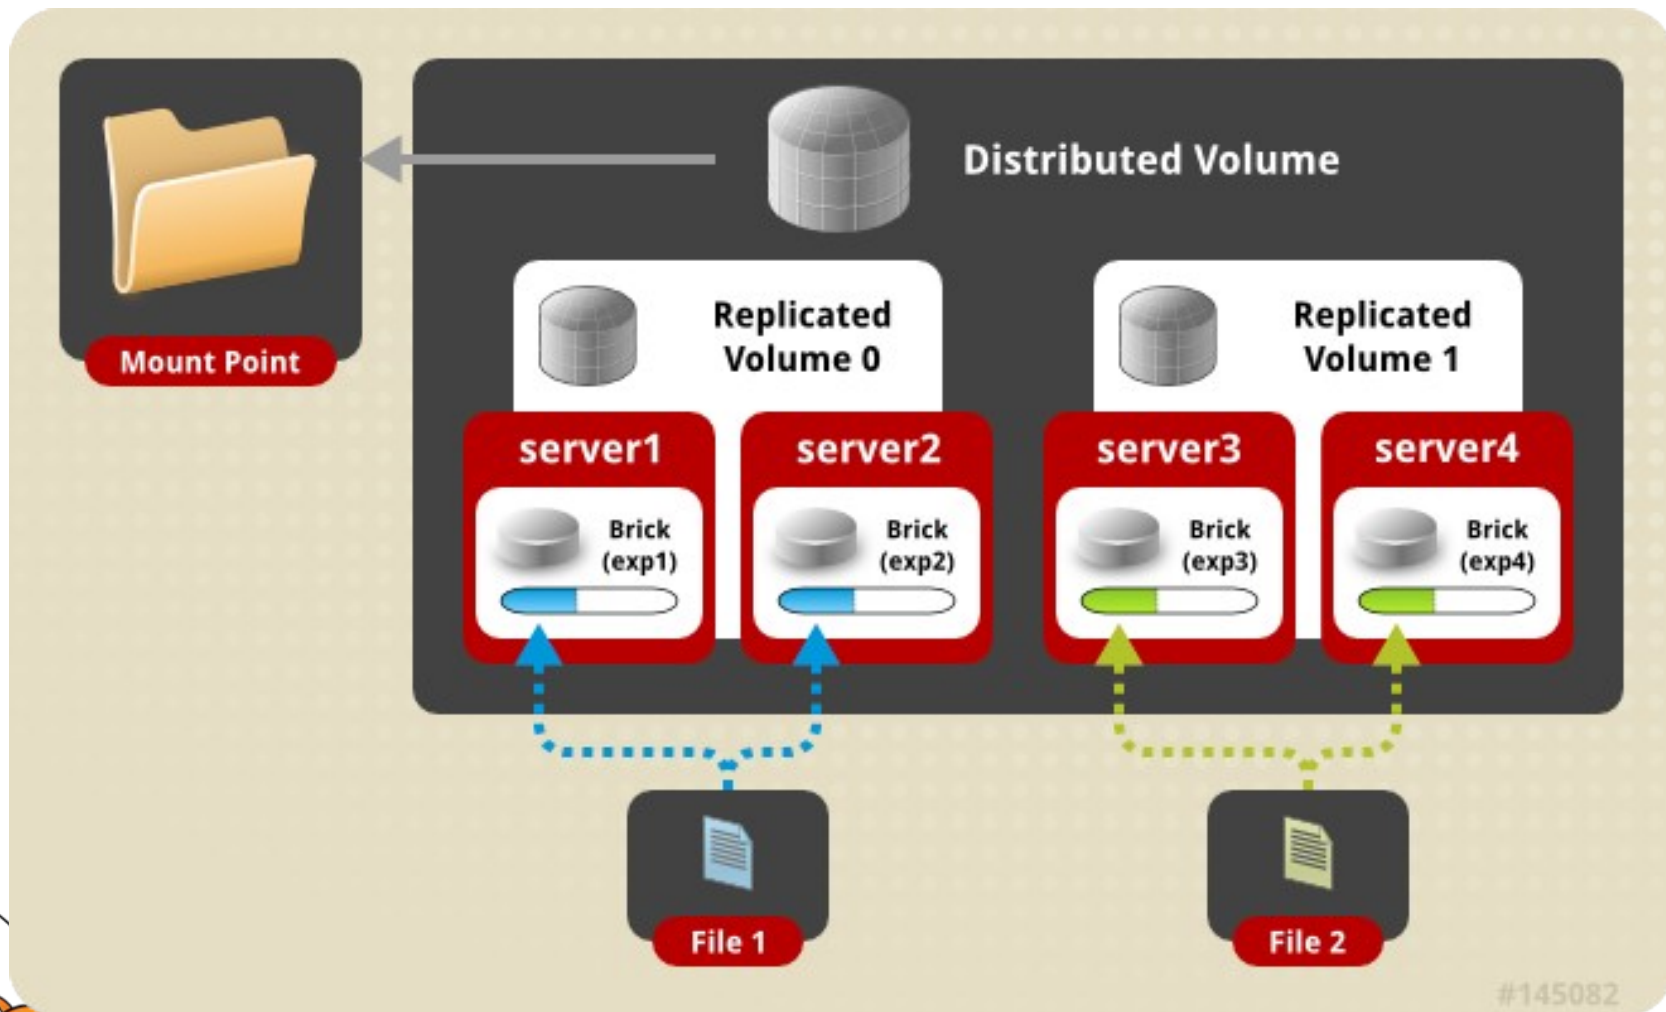 Distributed Volume
Mount Point
Replicated
Volume 0
Replicated
Volume 1
server1
server2
server3
server4
Brick
(exp1)
Brick
(exp2)
Brick
(exp3)
Brick
(exp4)
File 1
File 2
#145082